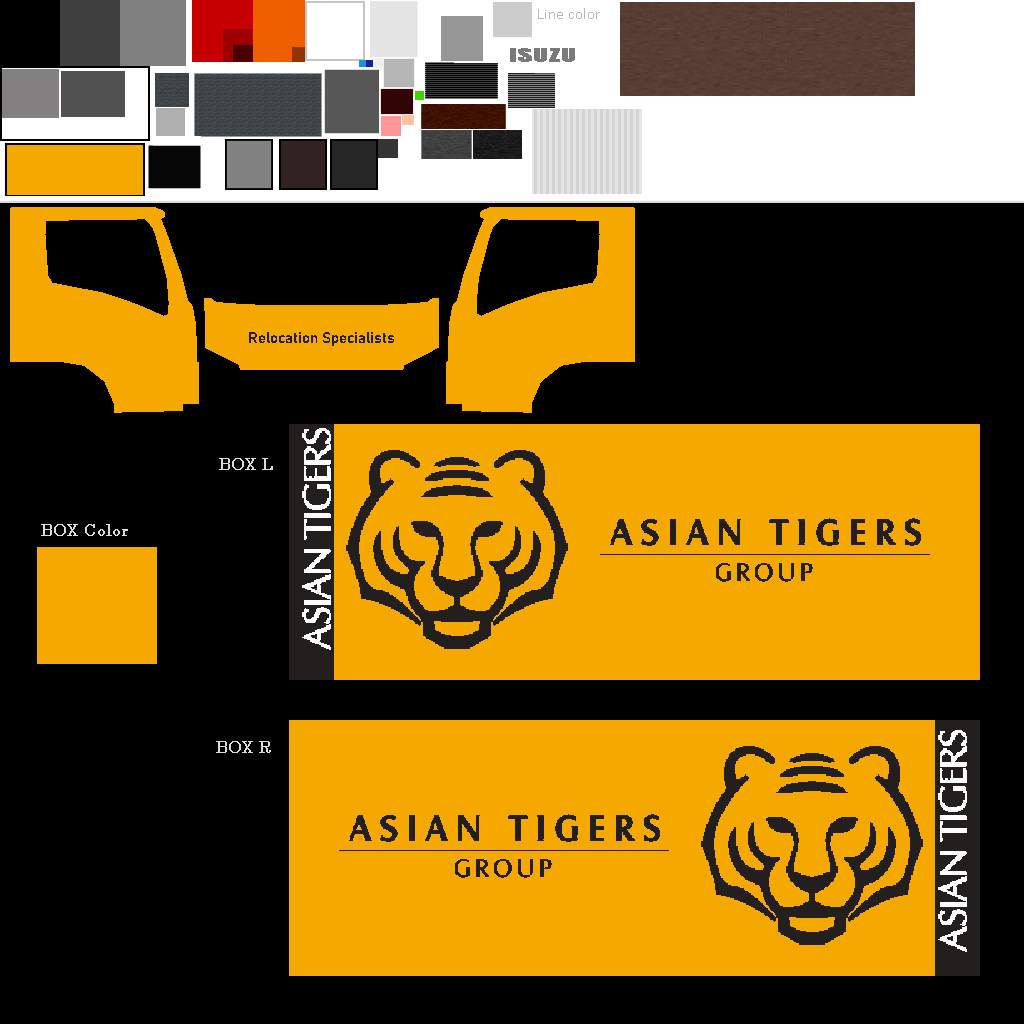 Line color
ISUZU
Relocation Specialists
BOX L
ASIAN TIGERS
ASIAN TIGERS
GROUP
BOX Color
BOX R
ASIAN TIGERS
GROUP
ASIAN TIGERS